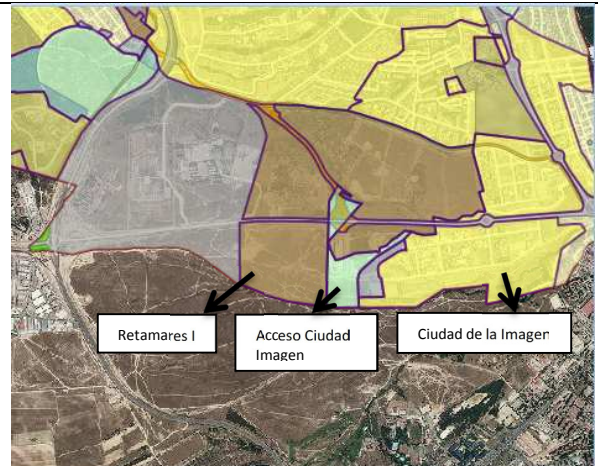 Retamares I
Acceso Ciudad
Imagen
Ciudad de la Imagen